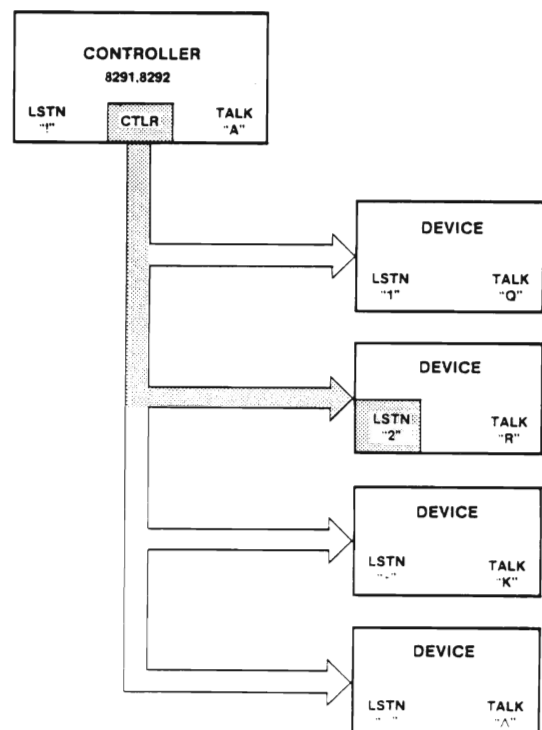 CONTROLLER
8291,8292
LSTN
"!"
CTLR
TALK
"A"
DEVICE
LSTN
"1"
TALK
"Q"
DEVICE
LSTN
"2"
TALK
"R"
DEVICE
LSTN
TALK
"K"
DEVICE
LSTN
TALK
"^"